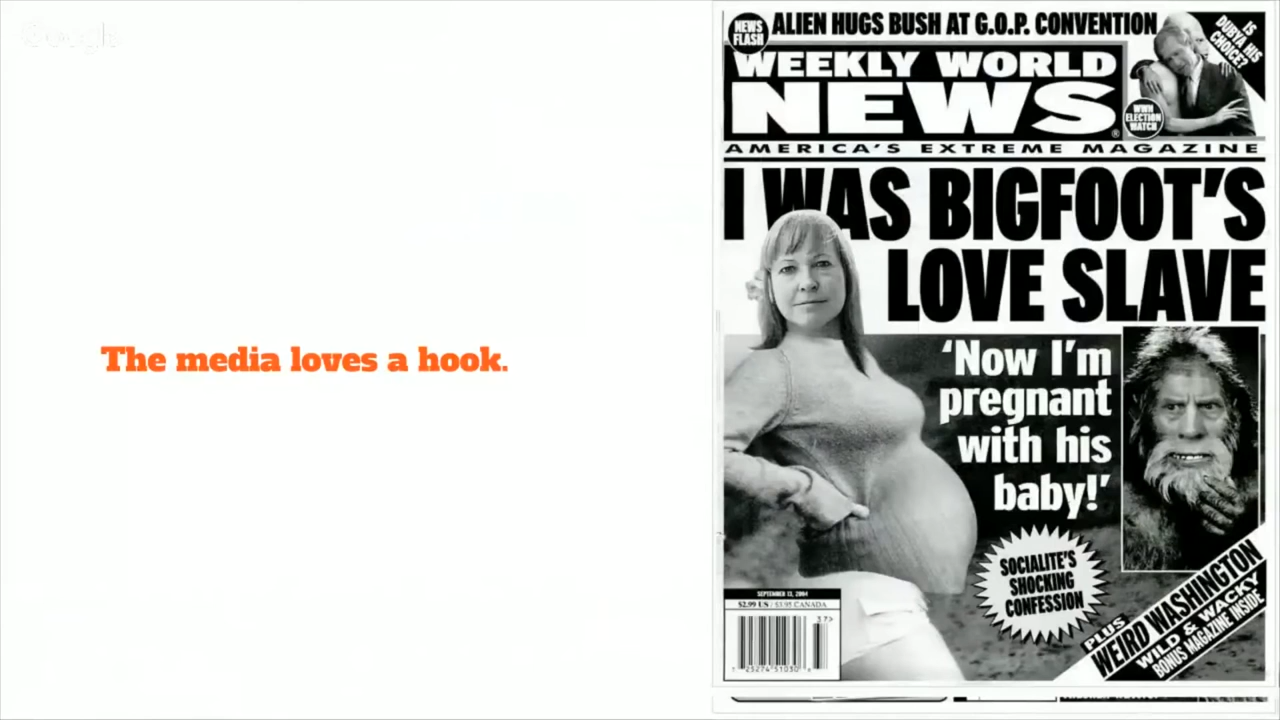 Google
The media loves a hook.
NEWS
FLASH
ALIEN HUGS BUSH AT G.O.P. CONVENTION
IS
DUBYA HIS
CHOICE?
WEEKLY WORLD
NEWS®
WWN
ELECTION
WATCH
AMERICA'S EXTREME MAGAZINE
I WAS BIGFOOT'S
LOVE SLAVE
'Now I'm
pregnant
with his
baby!'
SOCIALITE'S
SHOCKING
CONFESSION
SEPTEMBER 13, 2004
$2.99 US / $3.95 CANADA
37>
PLUS
WEIRD WASHINGTON
WILD & WACKY
BONUS MAGAZINE INSIDE